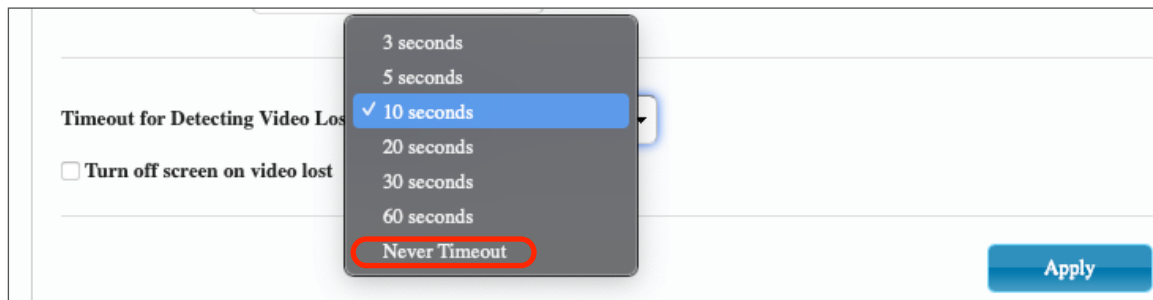 3 seconds
5 seconds
Timeout for Detecting Video Los
✓ 10 seconds
20 seconds
Turn off screen on video lost
30 seconds
60 seconds
Never Timeout
Apply